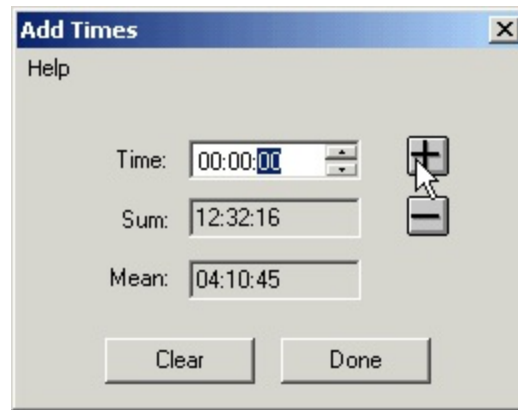 Add Times
Help
Time: 00:00:00
Sum: 12:32:16
Mean: 04:10:45
Clear Done